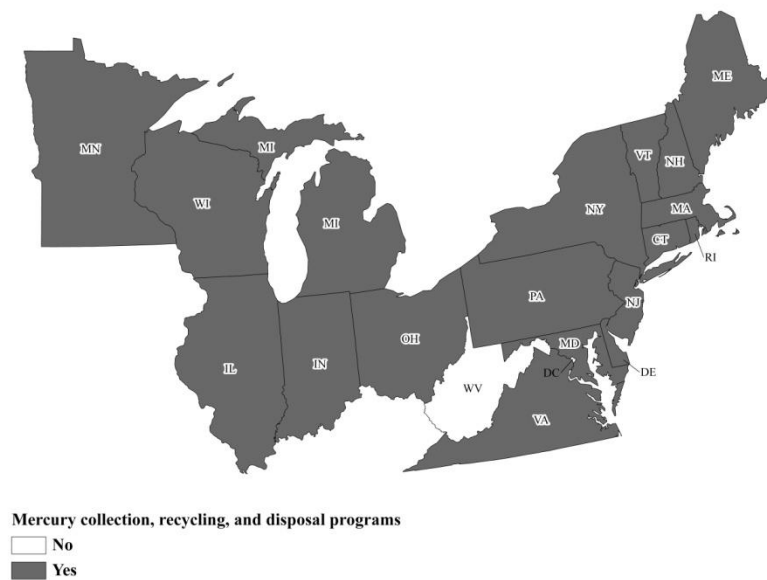 ME
MN
MI
VT
NH
WI
MI
NY
MA
CT
RI
PA
NJ
OH
MD
IL
IN
WV
DC
DE
VA
Mercury collection, recycling, and disposal programs
No
Yes